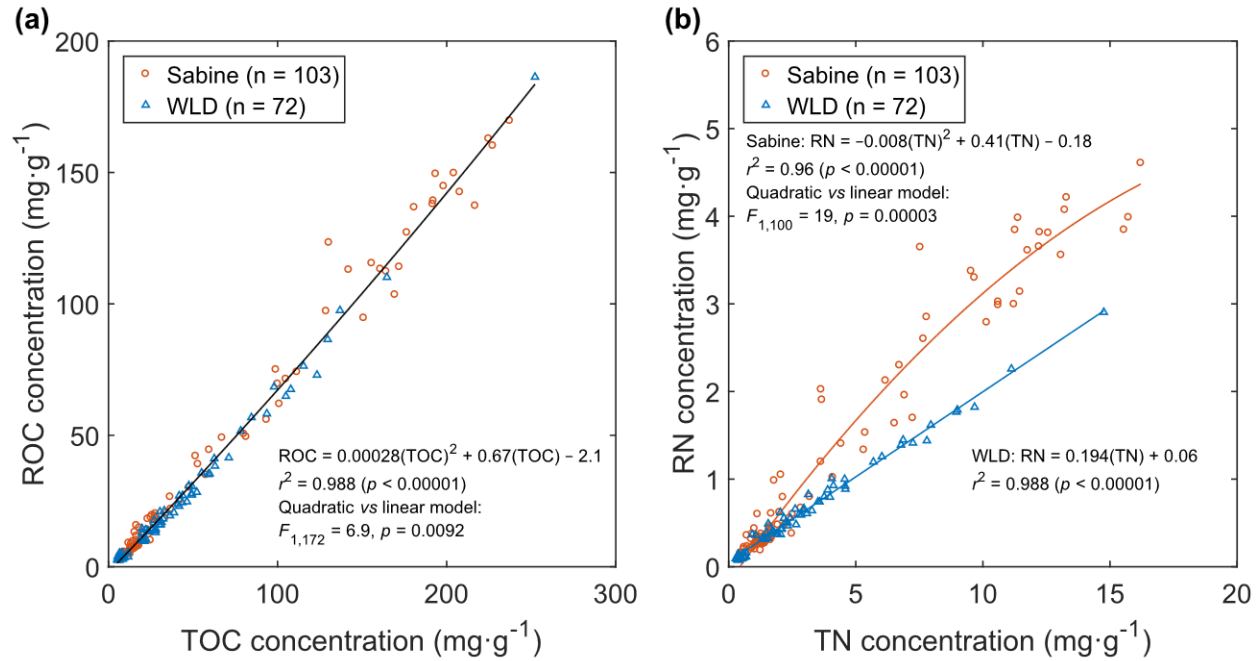 (a)
200
150
100
50
0
ROC concentration (mg·g⁻¹)
Sabine (n = 103)
WLD (n = 72)
ROC = 0.00028(TOC)² + 0.67(TOC) − 2.1
r² = 0.988 (p < 0.00001)
Quadratic vs linear model:
F₁,₁₇₂ = 6.9, p = 0.0092
0 100 200 300
TOC concentration (mg·g⁻¹)
(b)
6
5
4
3
2
1
0
RN concentration (mg·g⁻¹)
Sabine (n = 103)
WLD (n = 72)
Sabine: RN = −0.008(TN)² + 0.41(TN) − 0.18
r² = 0.96 (p < 0.00001)
Quadratic vs linear model:
F₁,₁₀₀ = 19, p = 0.00003
WLD: RN = 0.194(TN) + 0.06
r² = 0.988 (p < 0.00001)
0 5 10 15 20
TN concentration (mg·g⁻¹)